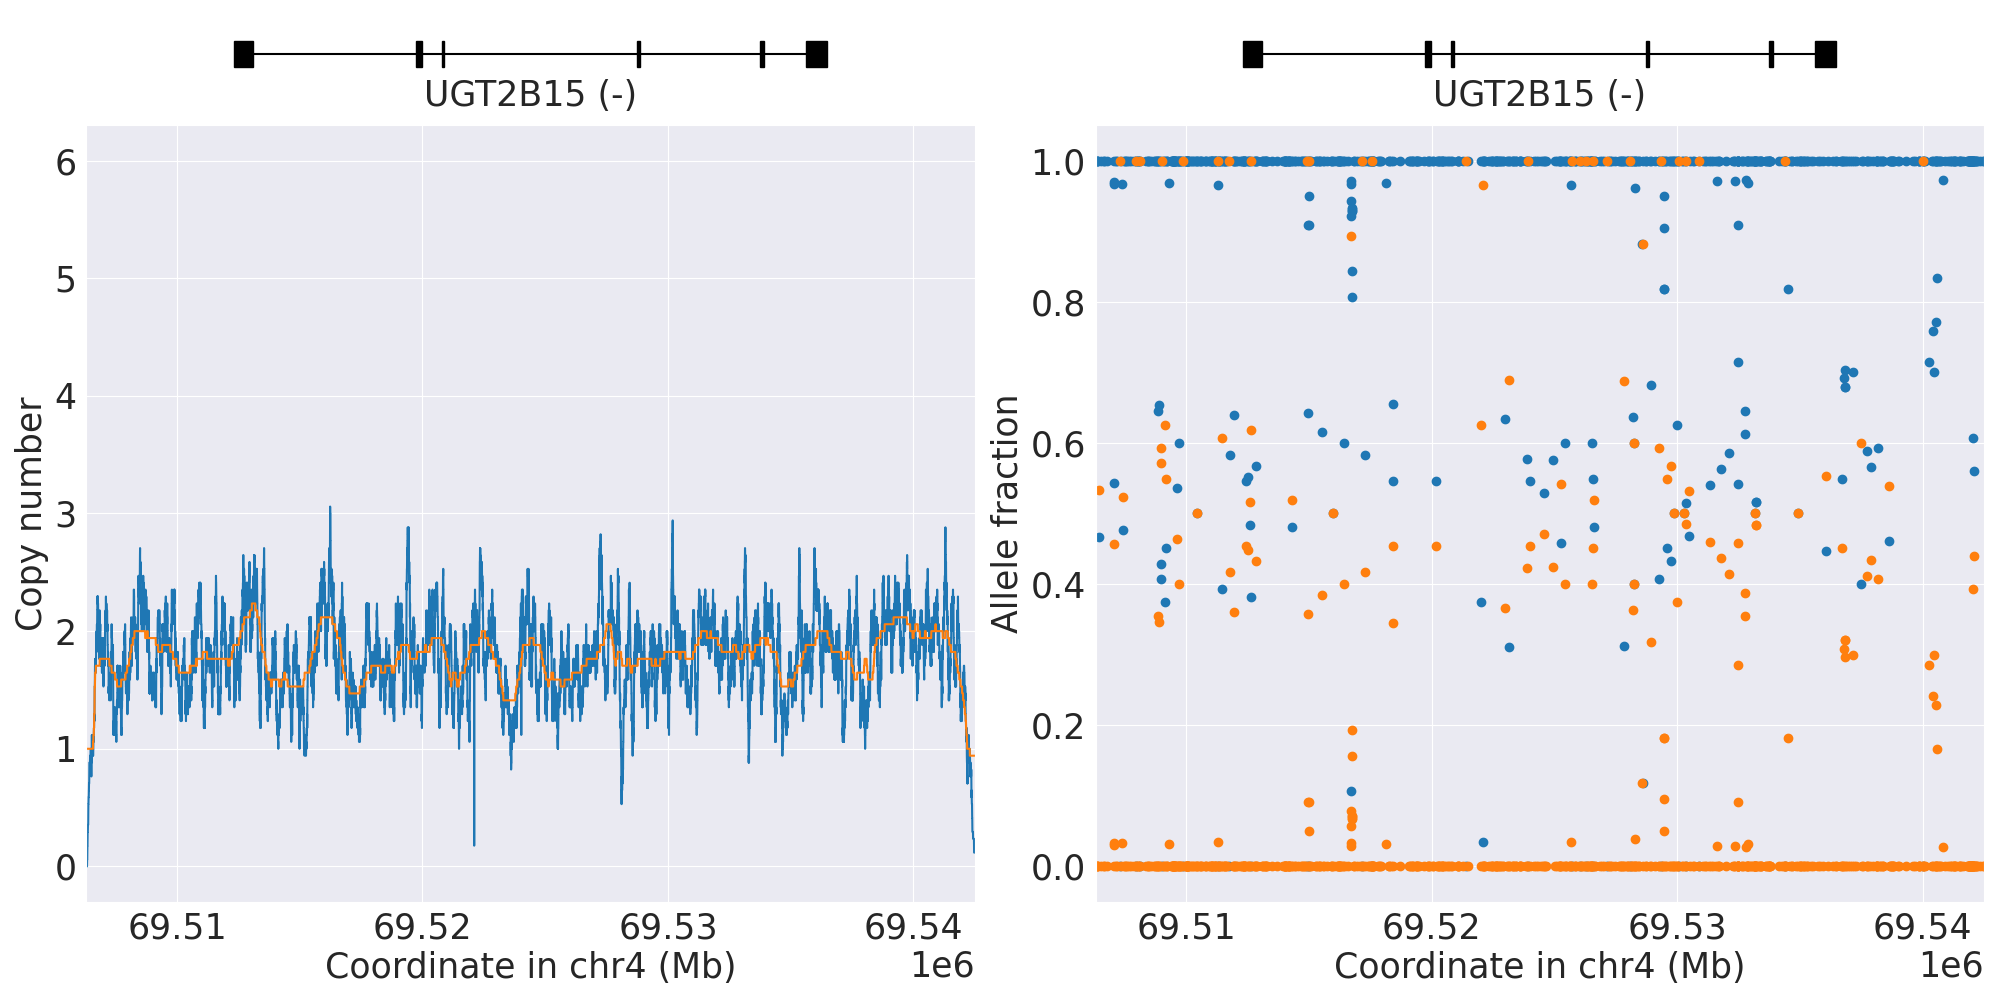 UGT2B15 (-)
6
5
4
3
2
1
0
Copy number
69.51 69.52 69.53 69.54
Coordinate in chr4 (Mb)
1e6
UGT2B15 (-)
1.0
0.8
0.6
0.4
0.2
0.0
Allele fraction
69.51 69.52 69.53 69.54
Coordinate in chr4 (Mb)
1e6